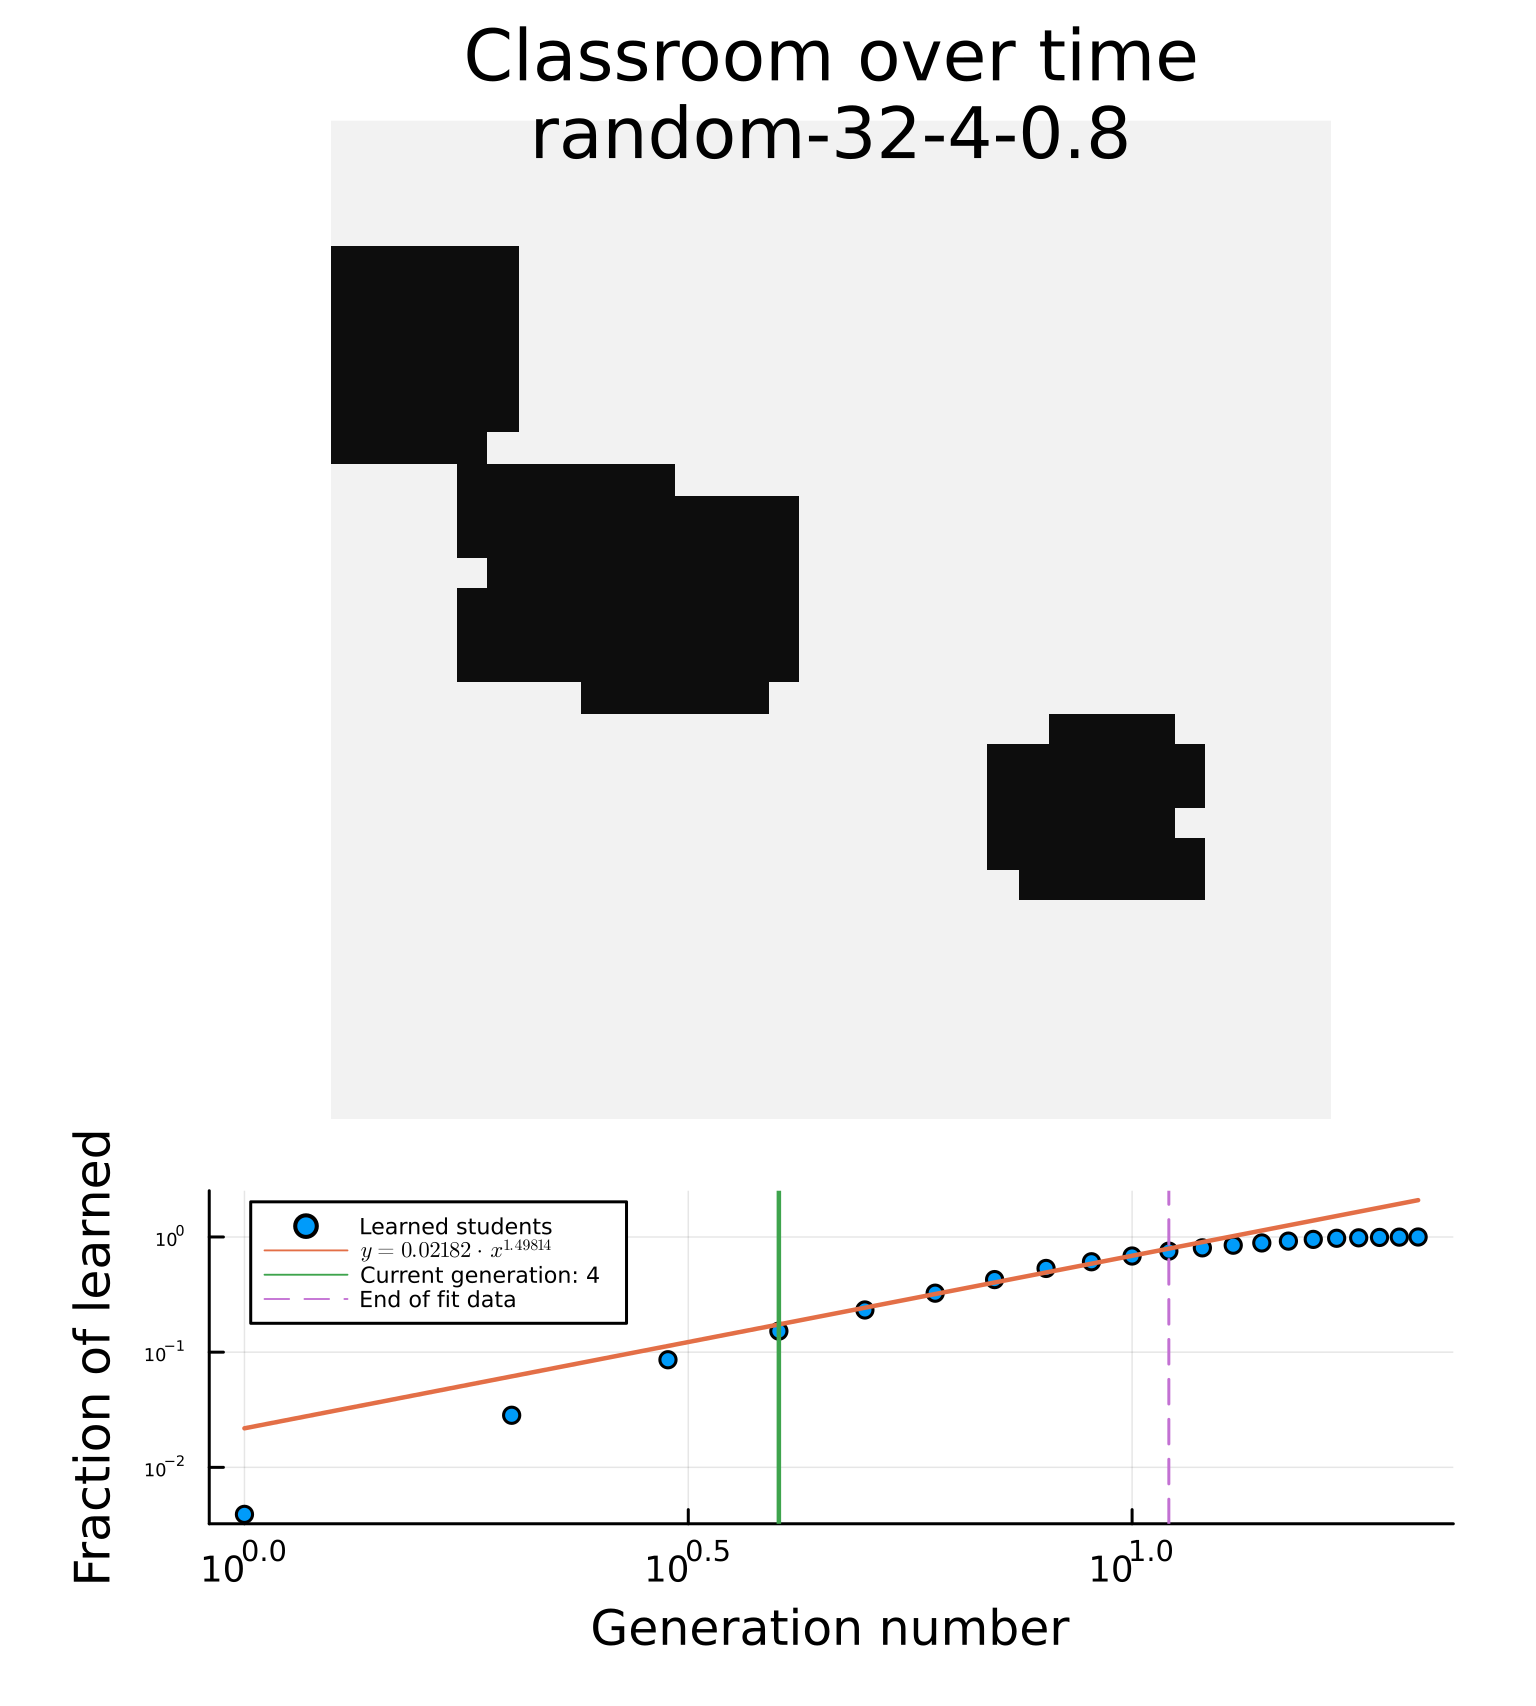 Classroom over time
random-32-4-0.8
Fraction of learned
10^0
10^-1
10^-2
Learned students
y = 0.02182 · x^1.49814
Current generation: 4
End of fit data
10^0.0
10^0.5
10^1.0
Generation number